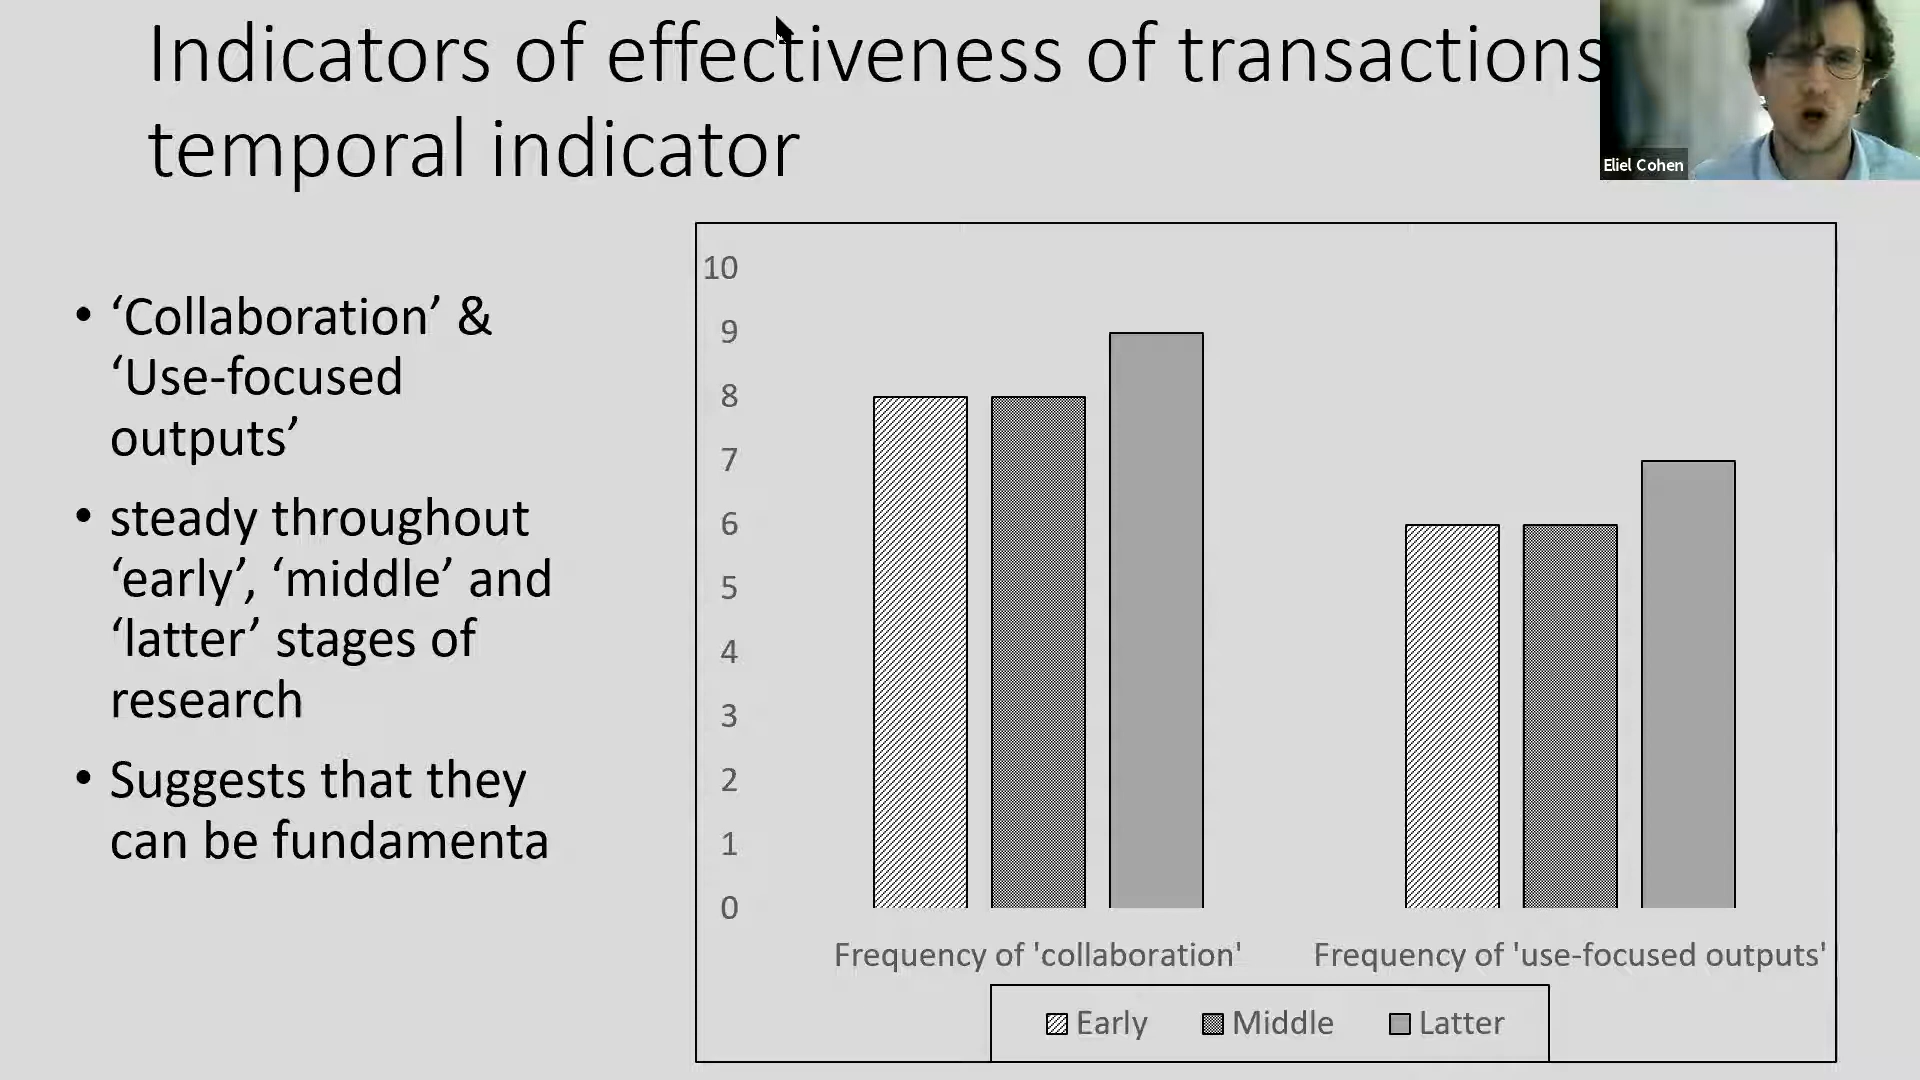 Indicators of effectiveness of transactions
temporal indicator
Eliel Cohen
• ‘Collaboration’ &
‘Use-focused
outputs’
• steady throughout
‘early’, ‘middle’ and
‘latter’ stages of
research
• Suggests that they
can be fundamenta
10
9
8
7
6
5
4
3
2
1
0
Frequency of 'collaboration' Frequency of 'use-focused outputs'
Early Middle Latter